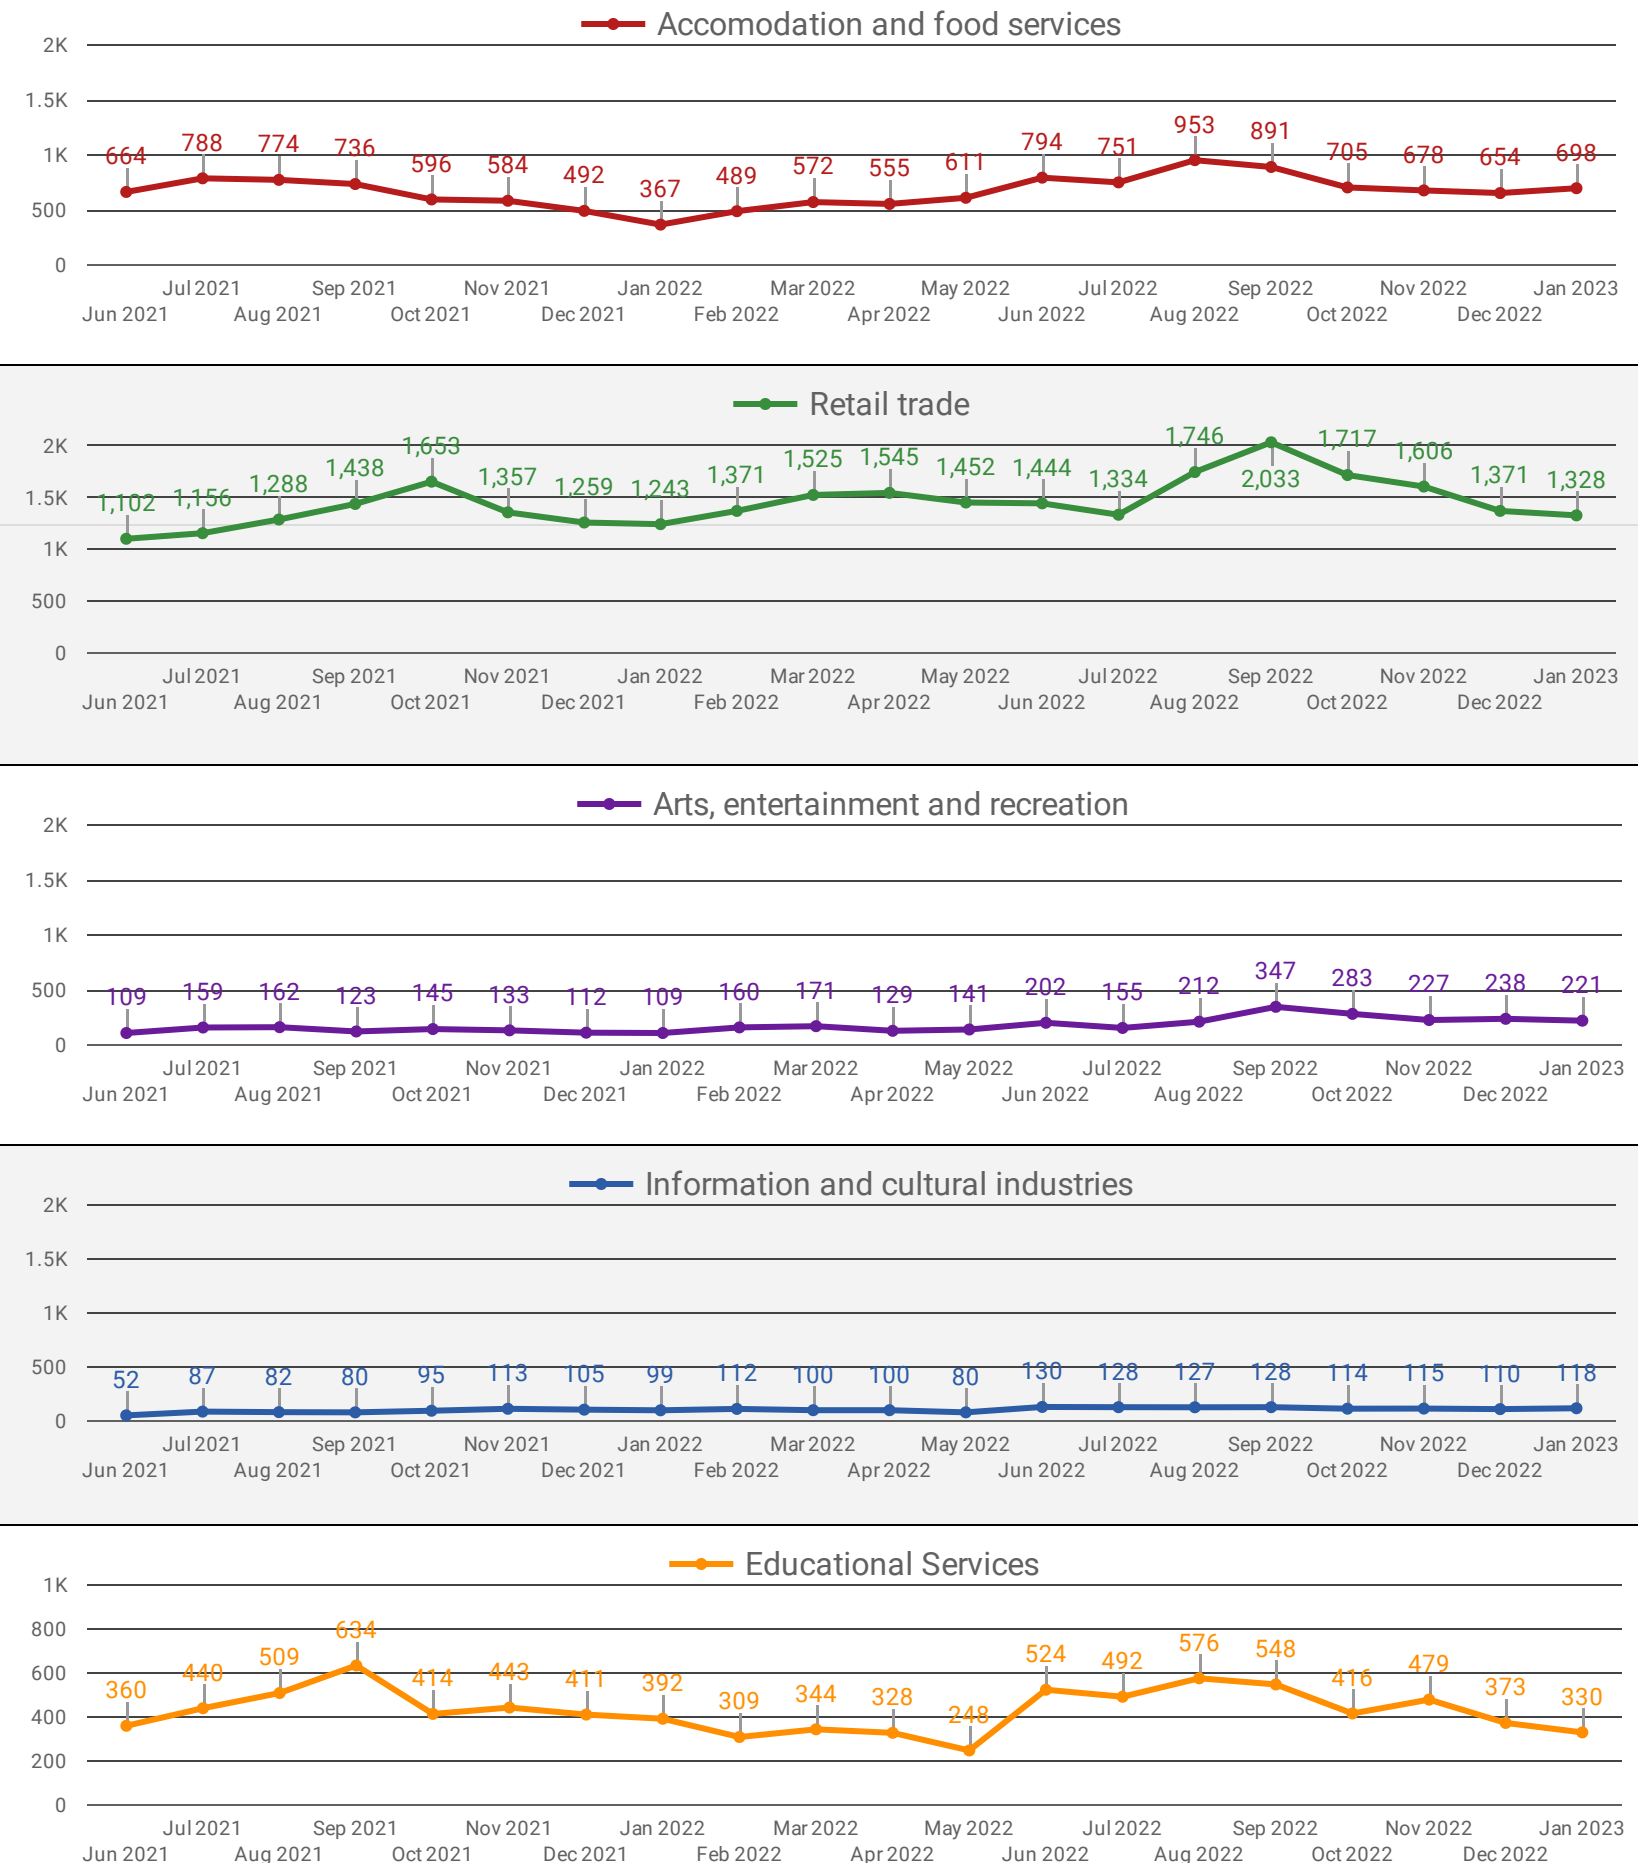 Accomodation and food services
2K
1.5K
1K
500
0
664 788 774 736 596 584 492 367 489 572 555 611 794 751 953 891 705 678 654 698
Jul 2021 Sep 2021 Nov 2021 Jan 2022 Mar 2022 May 2022 Jul 2022 Sep 2022 Nov 2022 Jan 2023
Jun 2021 Aug 2021 Oct 2021 Dec 2021 Feb 2022 Apr 2022 Jun 2022 Aug 2022 Oct 2022 Dec 2022
Retail trade
2K
1.5K
1K
500
0
1,102 1,156 1,288 1,438 1,653 1,357 1,259 1,243 1,371 1,525 1,545 1,452 1,444 1,334 1,746 2,033 1,717 1,606 1,371 1,328
Jul 2021 Sep 2021 Nov 2021 Jan 2022 Mar 2022 May 2022 Jul 2022 Sep 2022 Nov 2022 Jan 2023
Jun 2021 Aug 2021 Oct 2021 Dec 2021 Feb 2022 Apr 2022 Jun 2022 Aug 2022 Oct 2022 Dec 2022
Arts, entertainment and recreation
2K
1.5K
1K
500
0
109 159 162 123 145 133 112 109 160 171 129 141 202 155 212 347 283 227 238 221
Jul 2021 Sep 2021 Nov 2021 Jan 2022 Mar 2022 May 2022 Jul 2022 Sep 2022 Nov 2022 Jan 2023
Jun 2021 Aug 2021 Oct 2021 Dec 2021 Feb 2022 Apr 2022 Jun 2022 Aug 2022 Oct 2022 Dec 2022
Information and cultural industries
2K
1.5K
1K
500
0
52 87 82 80 95 113 105 99 112 100 100 80 130 128 127 128 114 115 110 118
Jul 2021 Sep 2021 Nov 2021 Jan 2022 Mar 2022 May 2022 Jul 2022 Sep 2022 Nov 2022 Jan 2023
Jun 2021 Aug 2021 Oct 2021 Dec 2021 Feb 2022 Apr 2022 Jun 2022 Aug 2022 Oct 2022 Dec 2022
Educational Services
1K
800
600
400
200
0
360 440 509 634 414 443 411 392 309 344 328 248 524 492 576 548 416 479 373 330
Jul 2021 Sep 2021 Nov 2021 Jan 2022 Mar 2022 May 2022 Jul 2022 Sep 2022 Nov 2022 Jan 2023
Jun 2021 Aug 2021 Oct 2021 Dec 2021 Feb 2022 Apr 2022 Jun 2022 Aug 2022 Oct 2022 Dec 2022